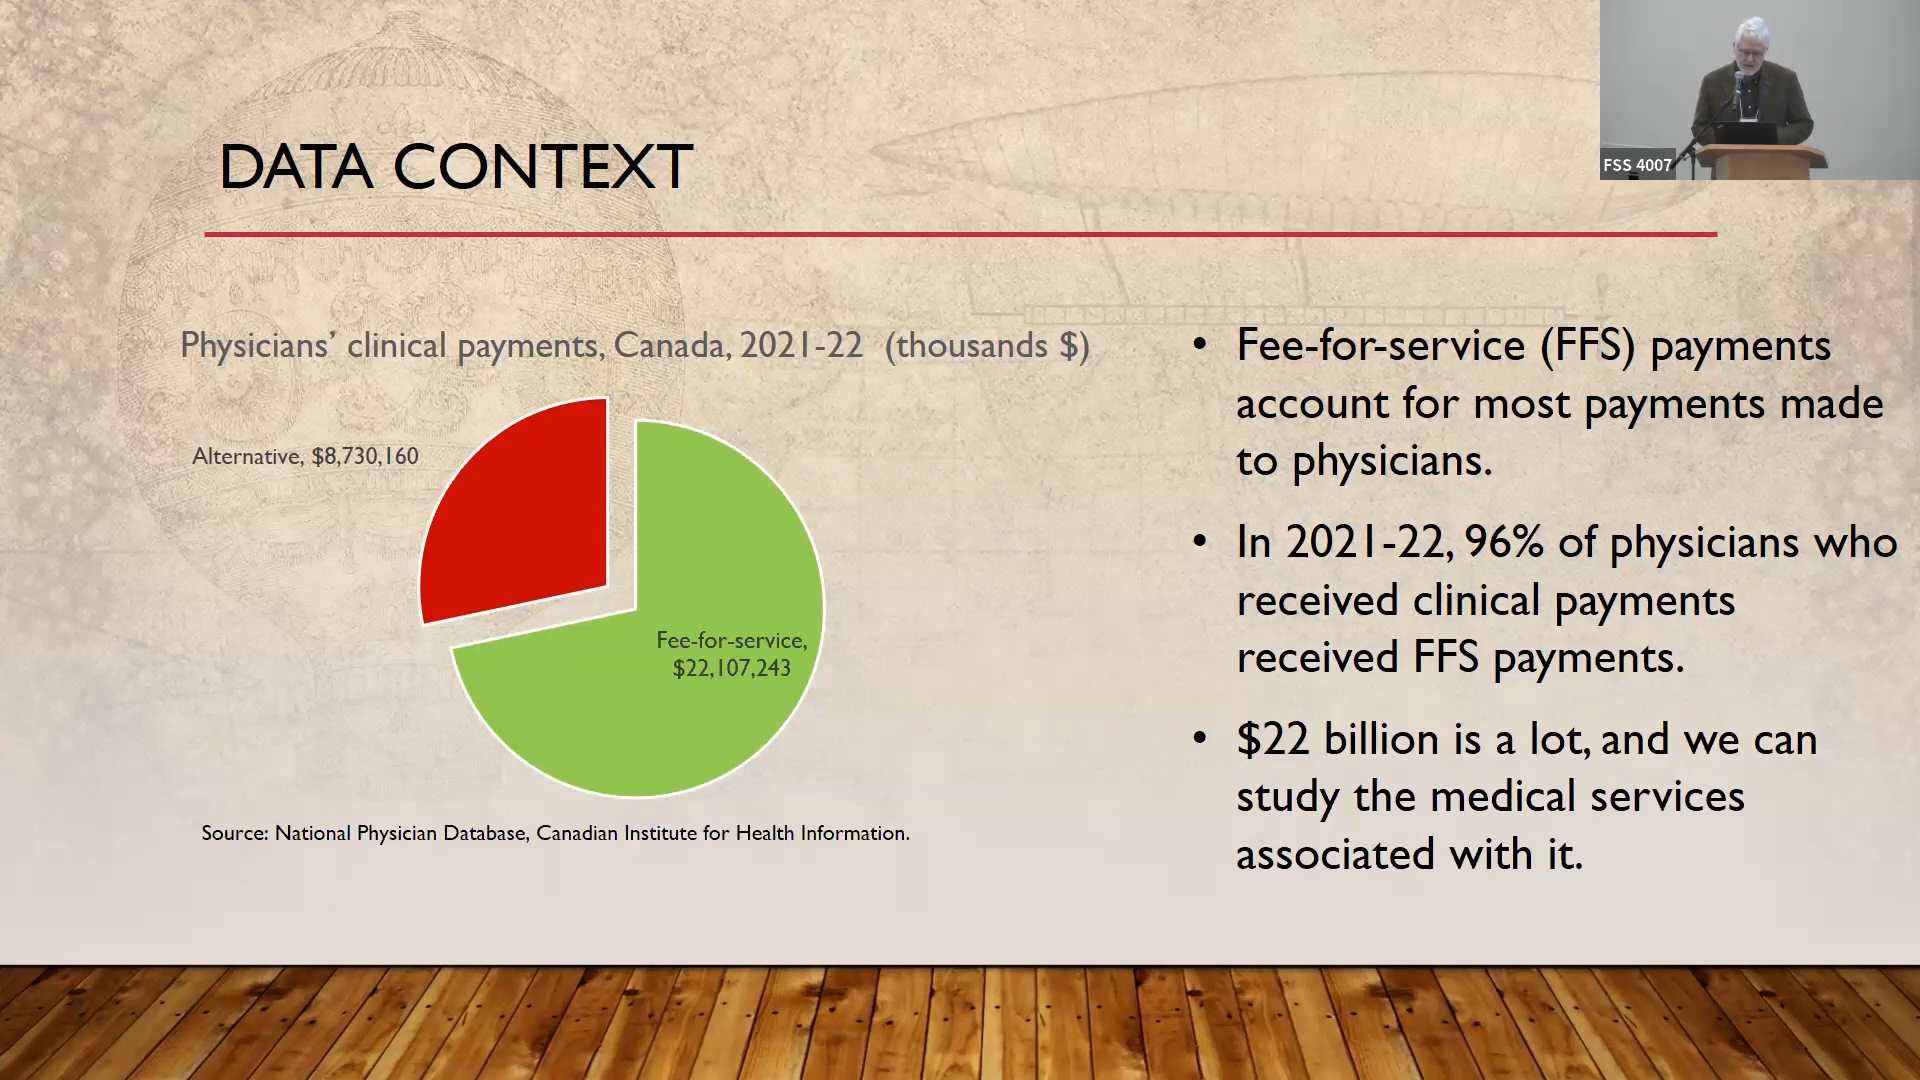 DATA CONTEXT
FSS 4007
Physicians’ clinical payments, Canada, 2021-22 (thousands $)
Alternative, $8,730,160
Fee-for-service,
$22,107,243
Source: National Physician Database, Canadian Institute for Health Information.
• Fee-for-service (FFS) payments
account for most payments made
to physicians.
• In 2021-22, 96% of physicians who
received clinical payments
received FFS payments.
• $22 billion is a lot, and we can
study the medical services
associated with it.